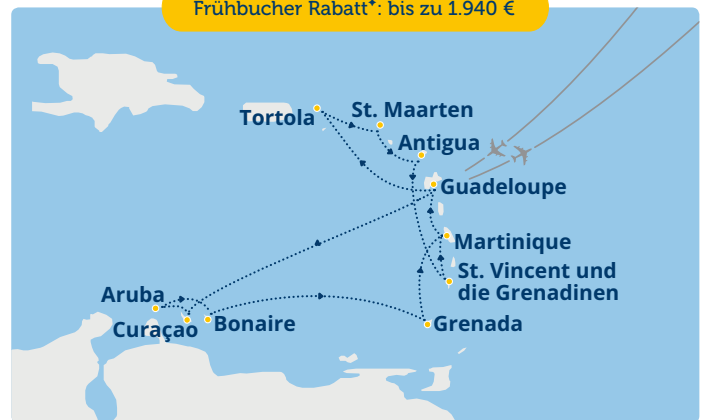 Frühbucher Rabatt✦: bis zu 1.940 €
St. Maarten
Tortola
Antigua
Guadeloupe
Martinique
St. Vincent und
die Grenadinen
Aruba
Curaçao
Bonaire
Grenada